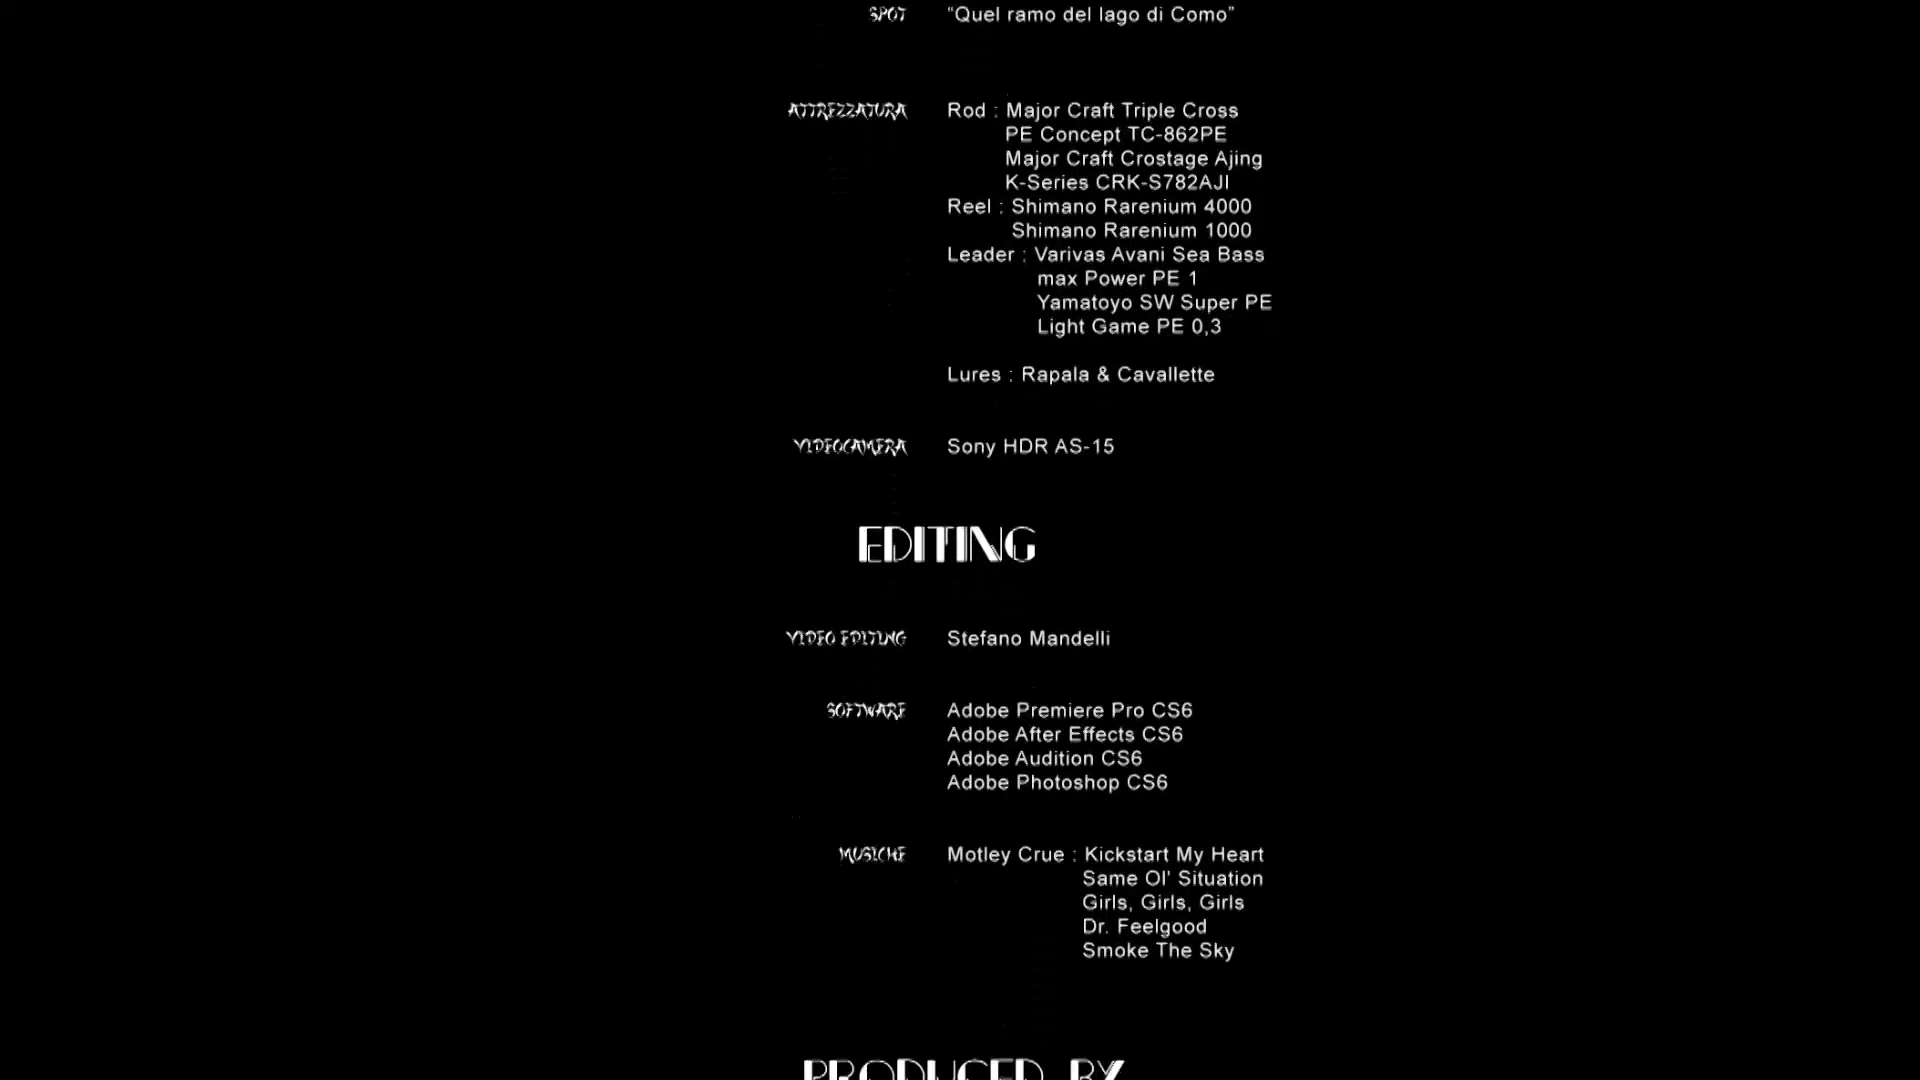 SPOT "Quel ramo del lago di Como"
ATTREZZATURA Rod : Major Craft Triple Cross
PE Concept TC-862PE
Major Craft Crostage Ajing
K-Series CRK-S782AJI
Reel : Shimano Rarenium 4000
Shimano Rarenium 1000
Leader : Varivas Avani Sea Bass
max Power PE 1
Yamatoyo SW Super PE
Light Game PE 0,3
Lures : Rapala & Cavallette
VIDEOCAMERA Sony HDR AS-15
EDITING
VIDEO EDITING Stefano Mandelli
SOFTWARE Adobe Premiere Pro CS6
Adobe After Effects CS6
Adobe Audition CS6
Adobe Photoshop CS6
MUSICHE Motley Crue : Kickstart My Heart
Same Ol' Situation
Girls, Girls, Girls
Dr. Feelgood
Smoke The Sky
PRODUCED BY